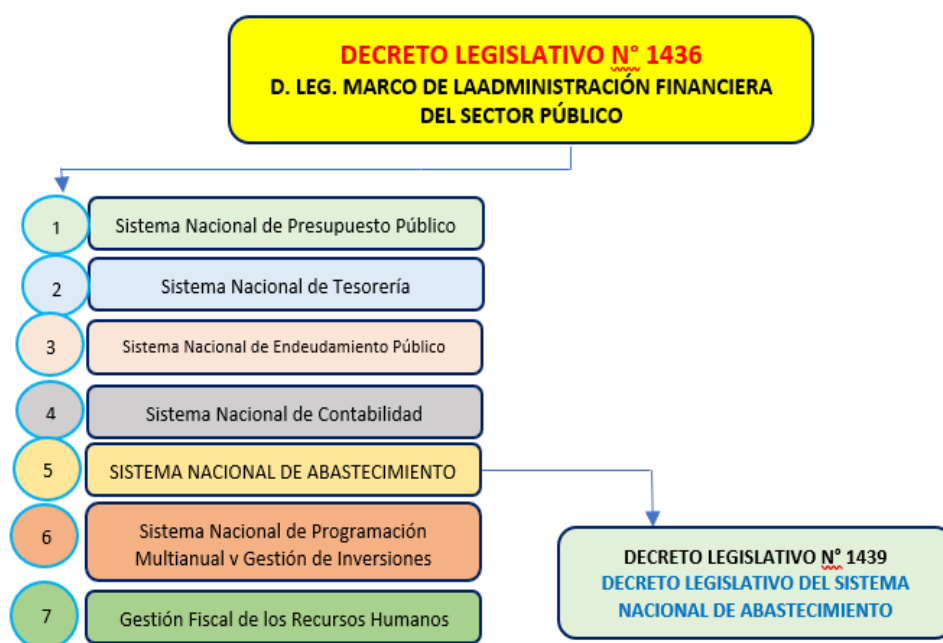 DECRETO LEGISLATIVO N° 1436
D. LEG. MARCO DE LAADMINISTRACIÓN FINANCIERA
DEL SECTOR PÚBLICO
1
Sistema Nacional de Presupuesto Público
2
Sistema Nacional de Tesorería
3
Sistema Nacional de Endeudamiento Público
4
Sistema Nacional de Contabilidad
5
SISTEMA NACIONAL DE ABASTECIMIENTO
6
Sistema Nacional de Programación
Multianual v Gestión de Inversiones
7
Gestión Fiscal de los Recursos Humanos
DECRETO LEGISLATIVO N° 1439
DECRETO LEGISLATIVO DEL SISTEMA
NACIONAL DE ABASTECIMIENTO